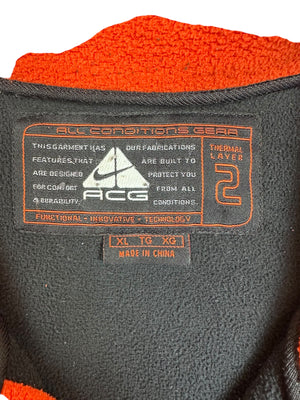 ALL CONDITIONS GEAR
THIS GARMENT HAS OUR FABRICATIONS
FEATURES THAT ARE BUILT TO
ARE DESIGNED PROTECT YOU
FOR COMFORT FROM ALL
& DURABILITY. CONDITIONS.
ACG
THERMAL
LAYER
2
FUNCTIONAL - INNOVATIVE - TECHNOLOGY
XL TG XG
MADE IN CHINA